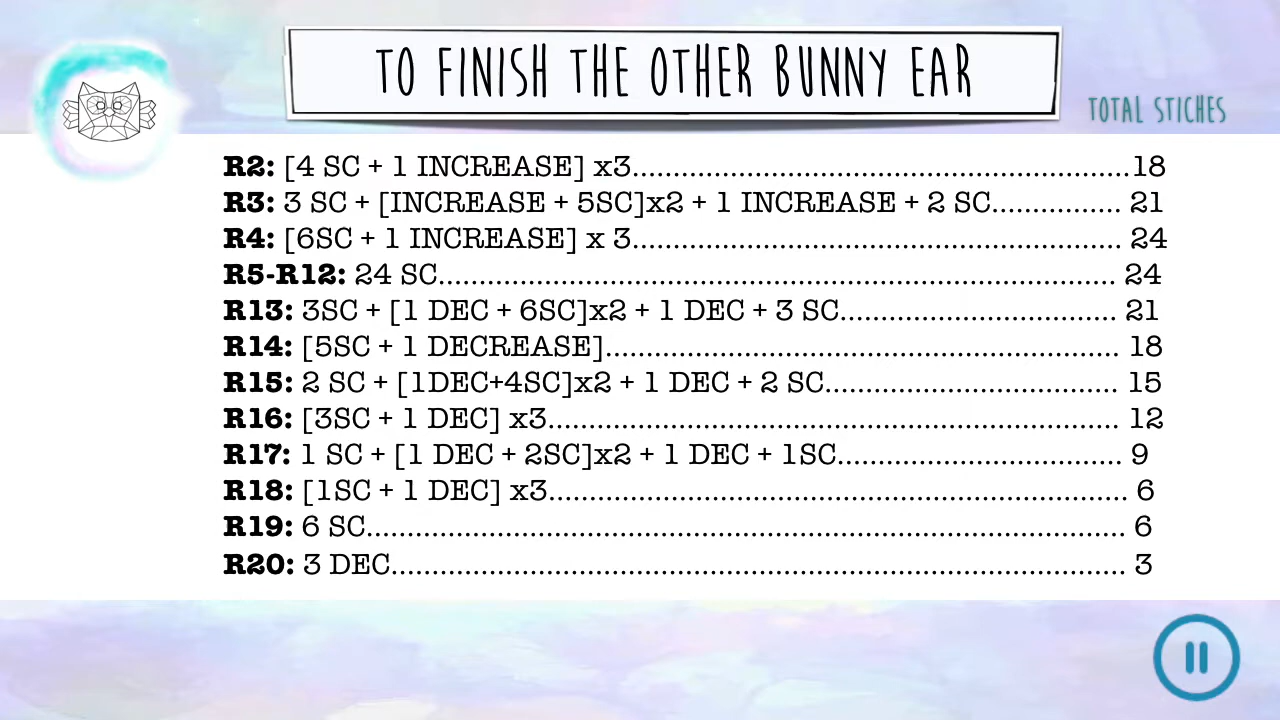 TO FINISH THE OTHER BUNNY EAR
TOTAL STICHES
R2: [4 SC + 1 INCREASE] x3..............................................................18
R3: 3 SC + [INCREASE + 5SC]x2 + 1 INCREASE + 2 SC................ 21
R4: [6SC + 1 INCREASE] x 3............................................................. 24
R5-R12: 24 SC.................................................................................... 24
R13: 3SC + [1 DEC + 6SC]x2 + 1 DEC + 3 SC................................... 21
R14: [5SC + 1 DECREASE]................................................................ 18
R15: 2 SC + [1DEC+4SC]x2 + 1 DEC + 2 SC..................................... 15
R16: [3SC + 1 DEC] x3....................................................................... 12
R17: 1 SC + [1 DEC + 2SC]x2 + 1 DEC + 1SC.................................... 9
R18: [1SC + 1 DEC] x3........................................................................ 6
R19: 6 SC.............................................................................................. 6
R20: 3 DEC........................................................................................... 3